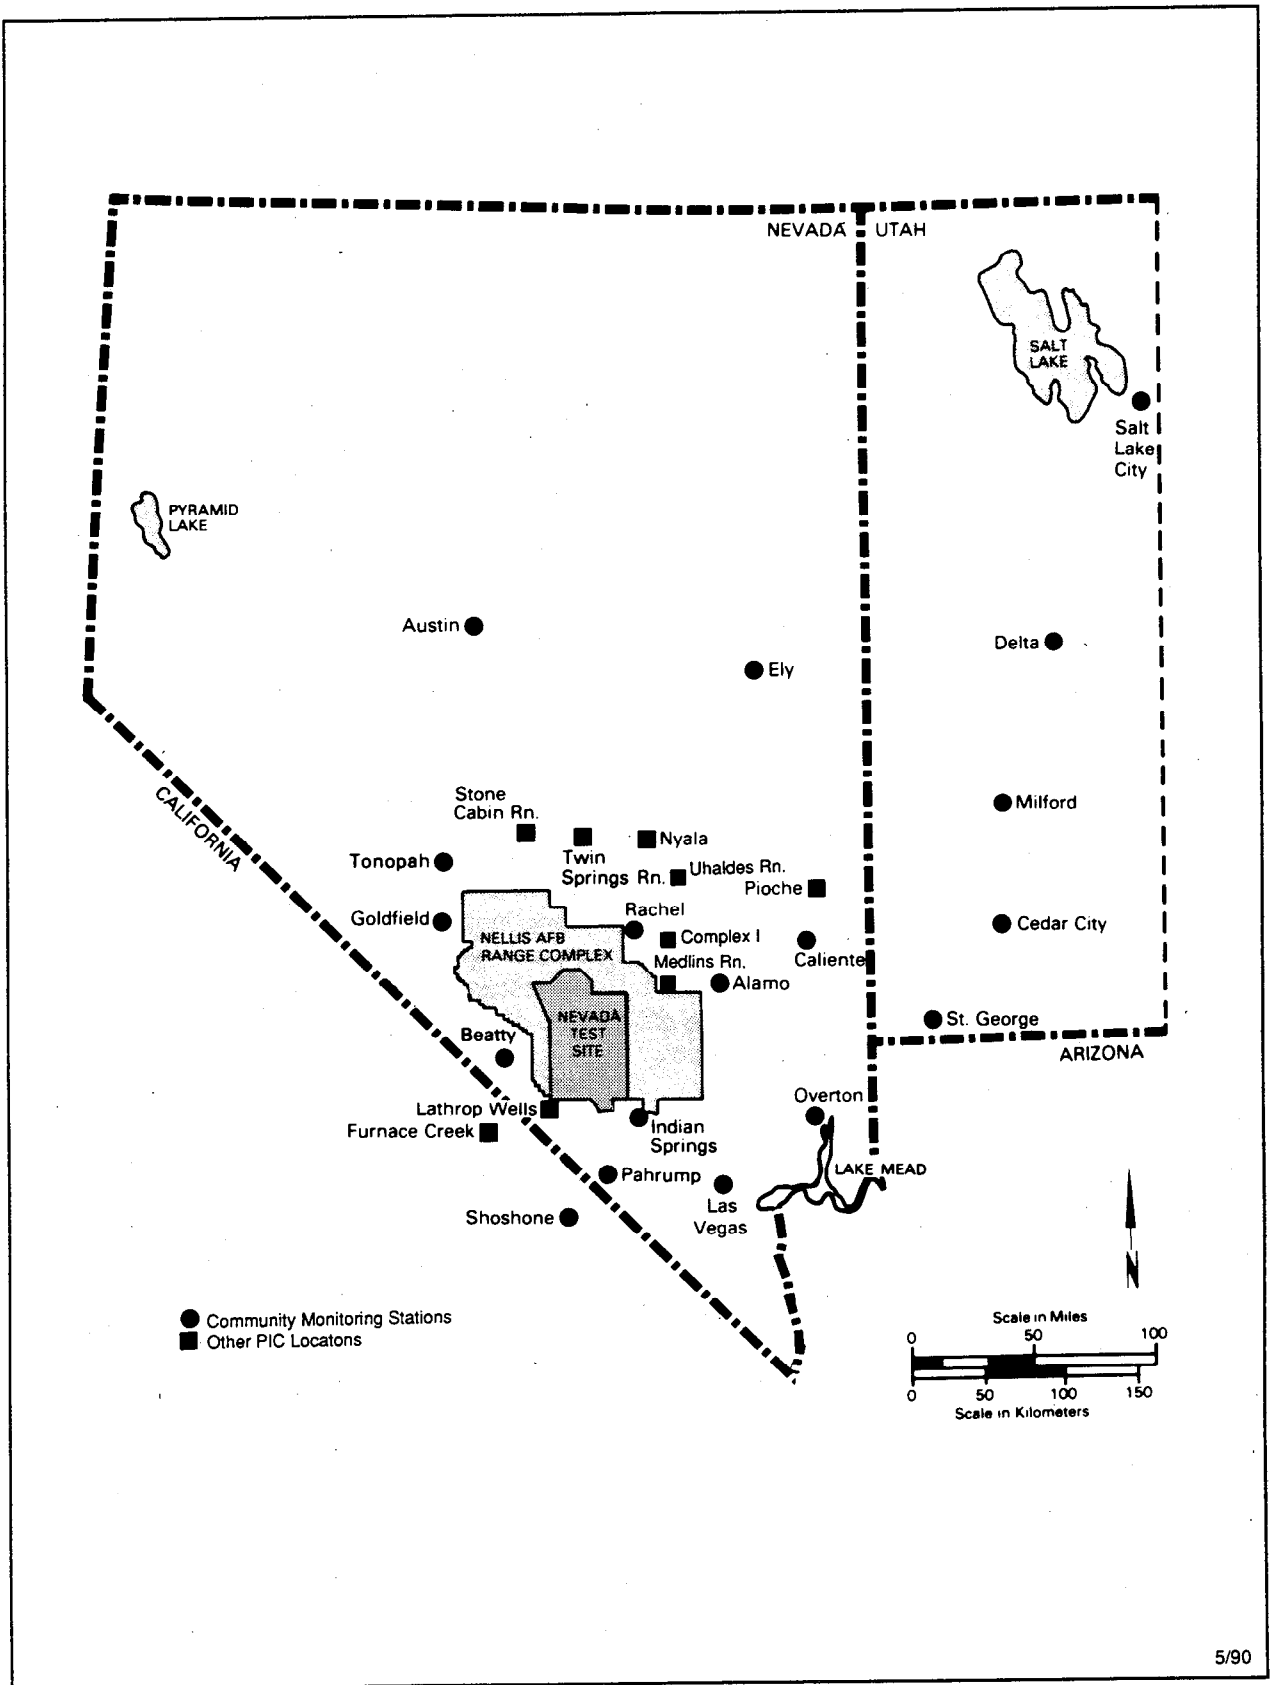 NEVADA
UTAH
SALT
LAKE
Salt
Lake
City
PYRAMID
LAKE
Austin
Ely
Delta
CALIFORNIA
Stone
Cabin Rn.
Milford
Nyala
Tonopah
Twin
Springs Rn.
Uhaldes Rn.
Pioche
Goldfield
Rachel
Cedar City
NELLIS AFB
RANGE COMPLEX
Complex I
Caliente
Medlins Rn.
Alamo
NEVADA
TEST
SITE
St. George
Beatty
ARIZONA
Overton
Lathrop Wells
Furnace Creek
Indian
Springs
LAKE MEAD
Pahrump
Las
Vegas
Shoshone
N
Community Monitoring Stations
Other PIC Locatons
Scale in Miles
0 50 100
0 50 100 150
Scale in Kilometers
5/90